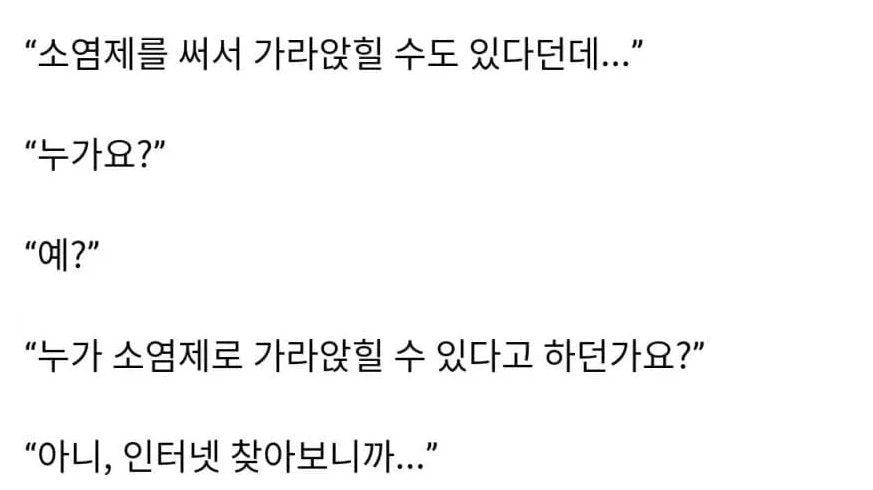 “소염제를 써서 가라앉힐 수도 있다던데...”
“누가요?”
“예?”
“누가 소염제로 가라앉힐 수 있다고 하던가요?”
“아니, 인터넷 찾아보니까...”